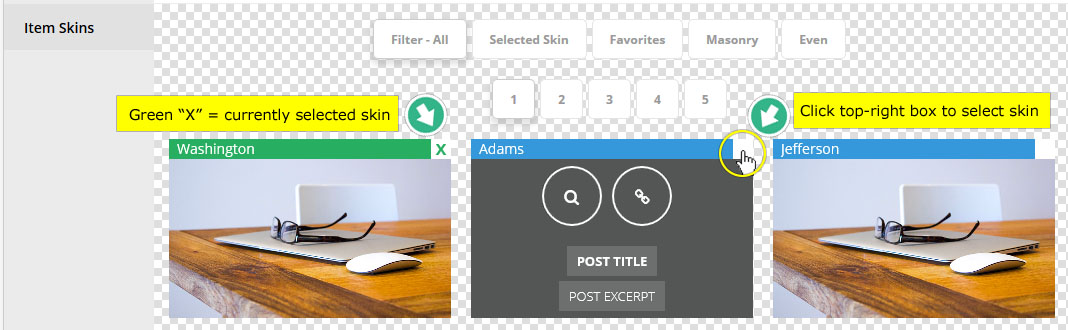 Item Skins
Filter - All
Selected Skin
Favorites
Masonry
Even
1
2
3
4
5
Green “X” = currently selected skin
Click top-right box to select skin
Washington
X
Adams
Jefferson
POST TITLE
POST EXCERPT